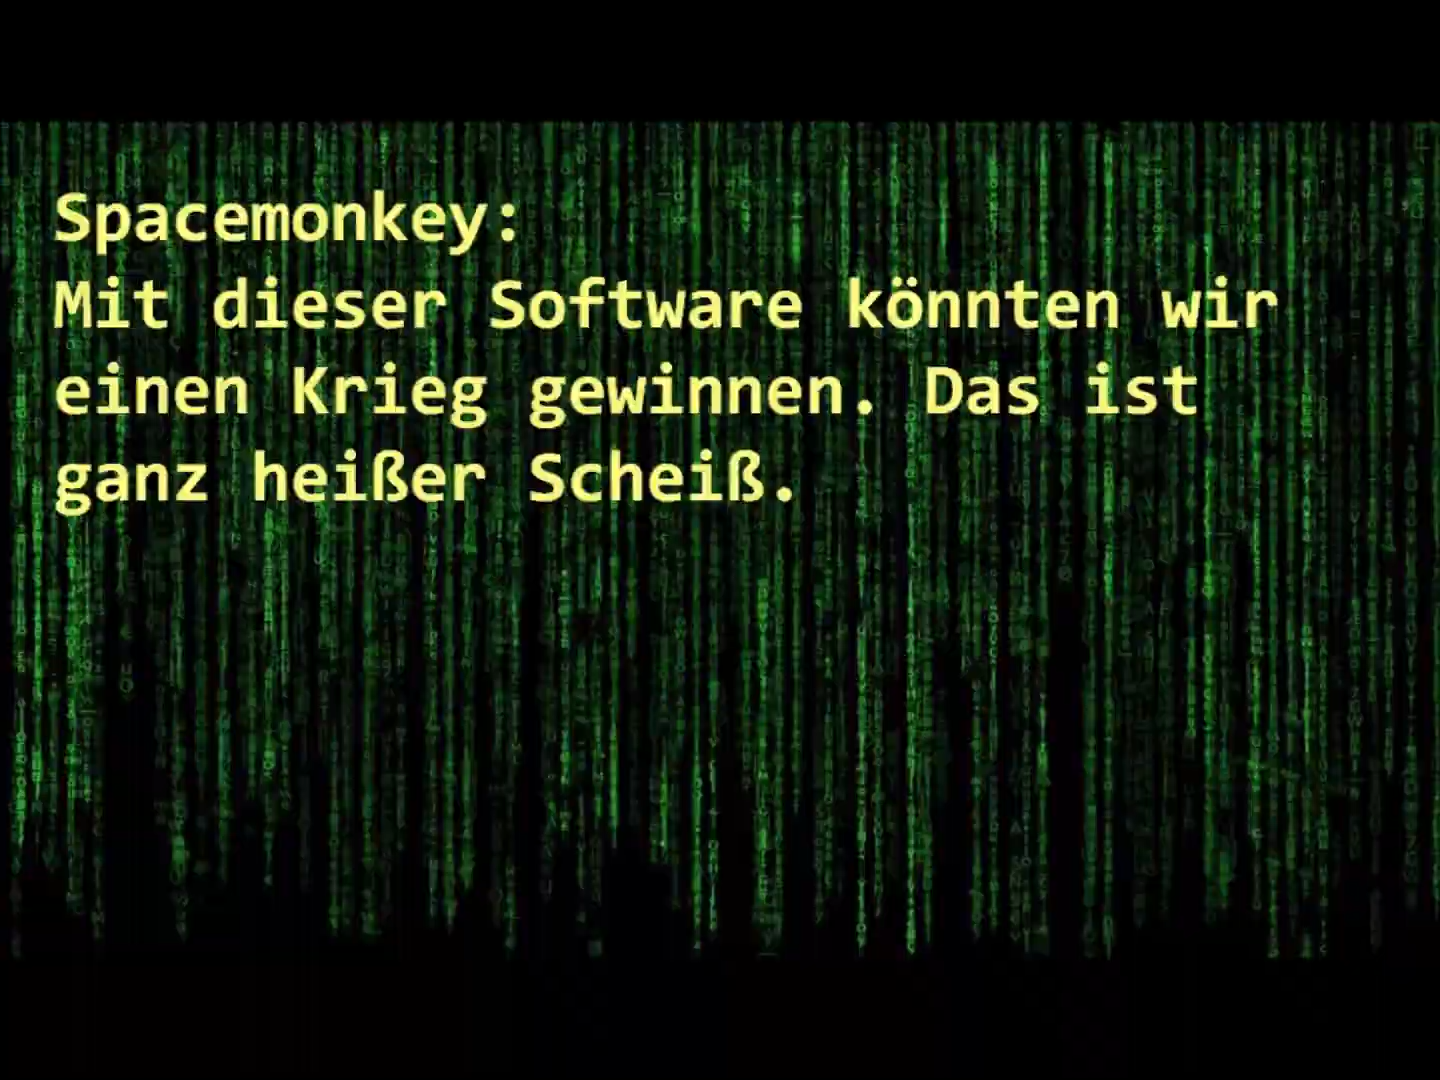 Spacemonkey:
Mit dieser Software könnten wir
einen Krieg gewinnen. Das ist
ganz heißer Scheiß.